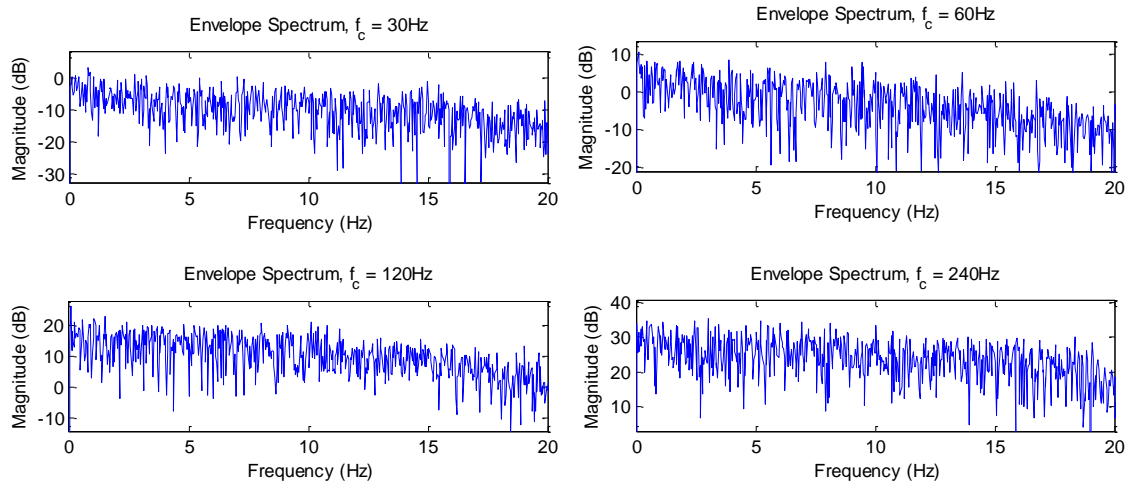 Envelope Spectrum, f_c = 30Hz
Magnitude (dB)
0
-10
-20
-30
0 5 10 15 20
Frequency (Hz)
Envelope Spectrum, f_c = 60Hz
Magnitude (dB)
10
0
-10
-20
0 5 10 15 20
Frequency (Hz)
Envelope Spectrum, f_c = 120Hz
Magnitude (dB)
20
10
0
-10
0 5 10 15 20
Frequency (Hz)
Envelope Spectrum, f_c = 240Hz
Magnitude (dB)
40
30
20
10
0 5 10 15 20
Frequency (Hz)